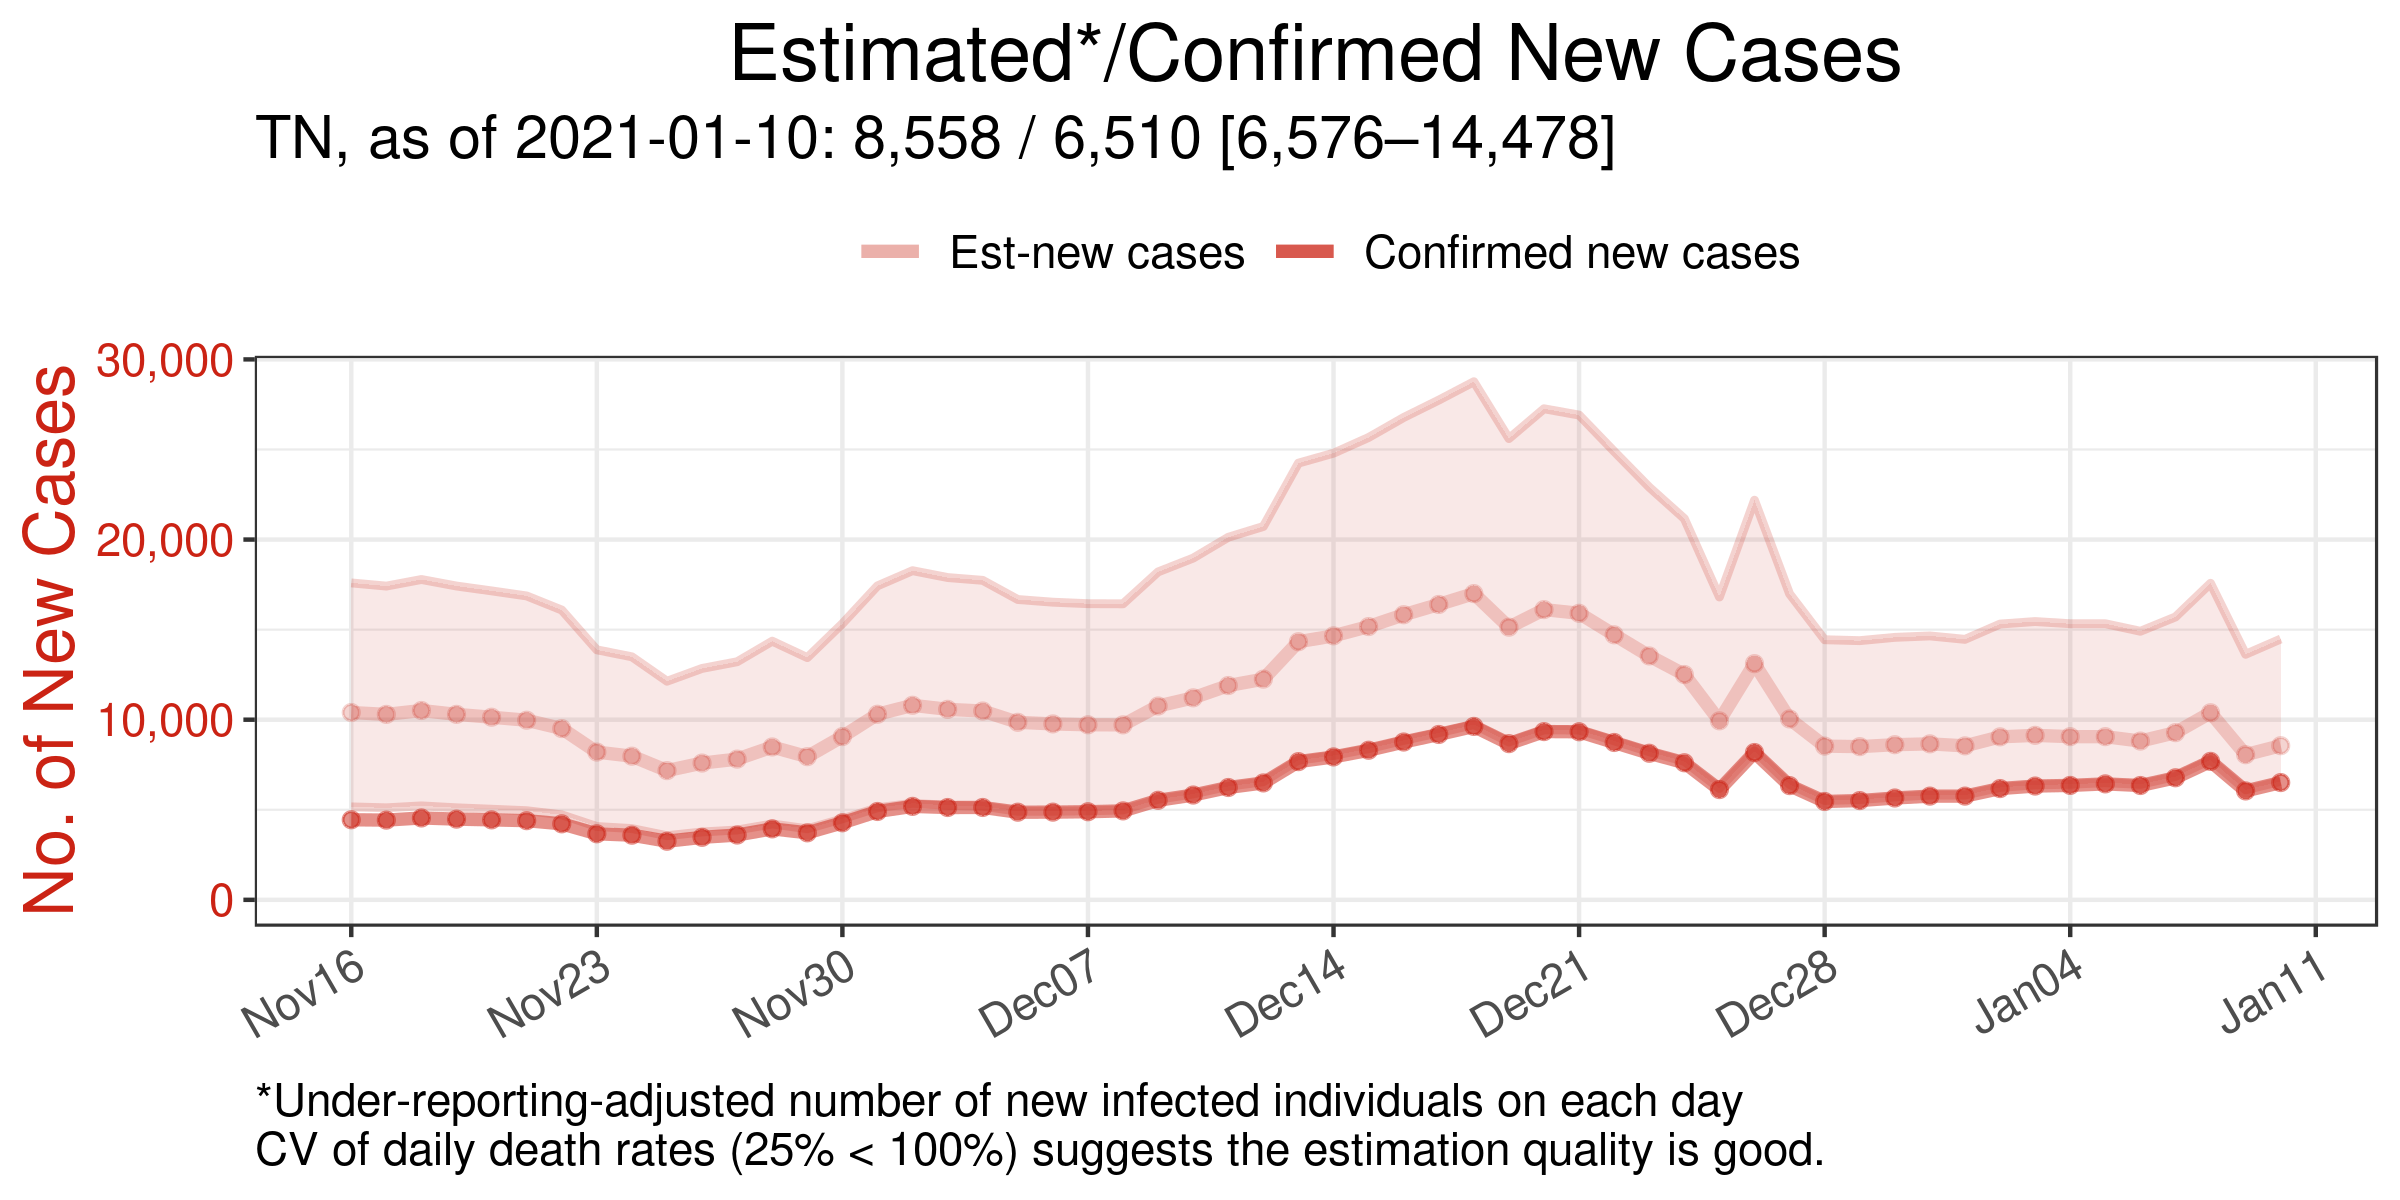 Estimated*/Confirmed New Cases
TN, as of 2021-01-10: 8,558 / 6,510 [6,576–14,478]
Est-new cases Confirmed new cases
No. of New Cases
30,000
20,000
10,000
0
Nov16 Nov23 Nov30 Dec07 Dec14 Dec21 Dec28 Jan04 Jan11
*Under-reporting-adjusted number of new infected individuals on each day
CV of daily death rates (25% < 100%) suggests the estimation quality is good.